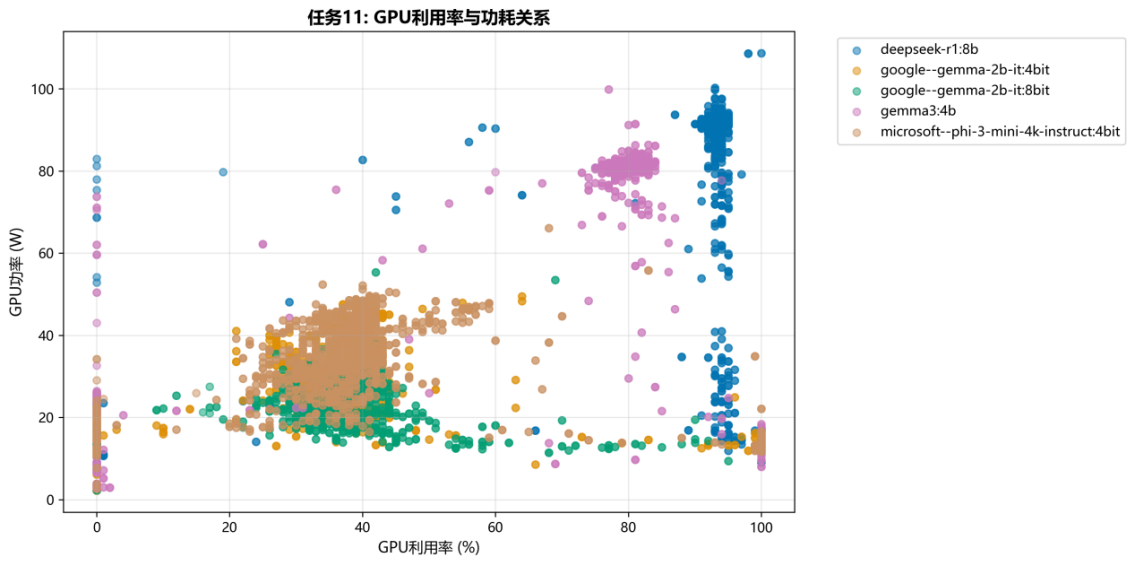 任务11: GPU利用率与功耗关系
deepseek-r1:8b
google--gemma-2b-it:4bit
google--gemma-2b-it:8bit
gemma3:4b
microsoft--phi-3-mini-4k-instruct:4bit
GPU功率 (W)
100
80
60
40
20
0
0 20 40 60 80 100
GPU利用率 (%)